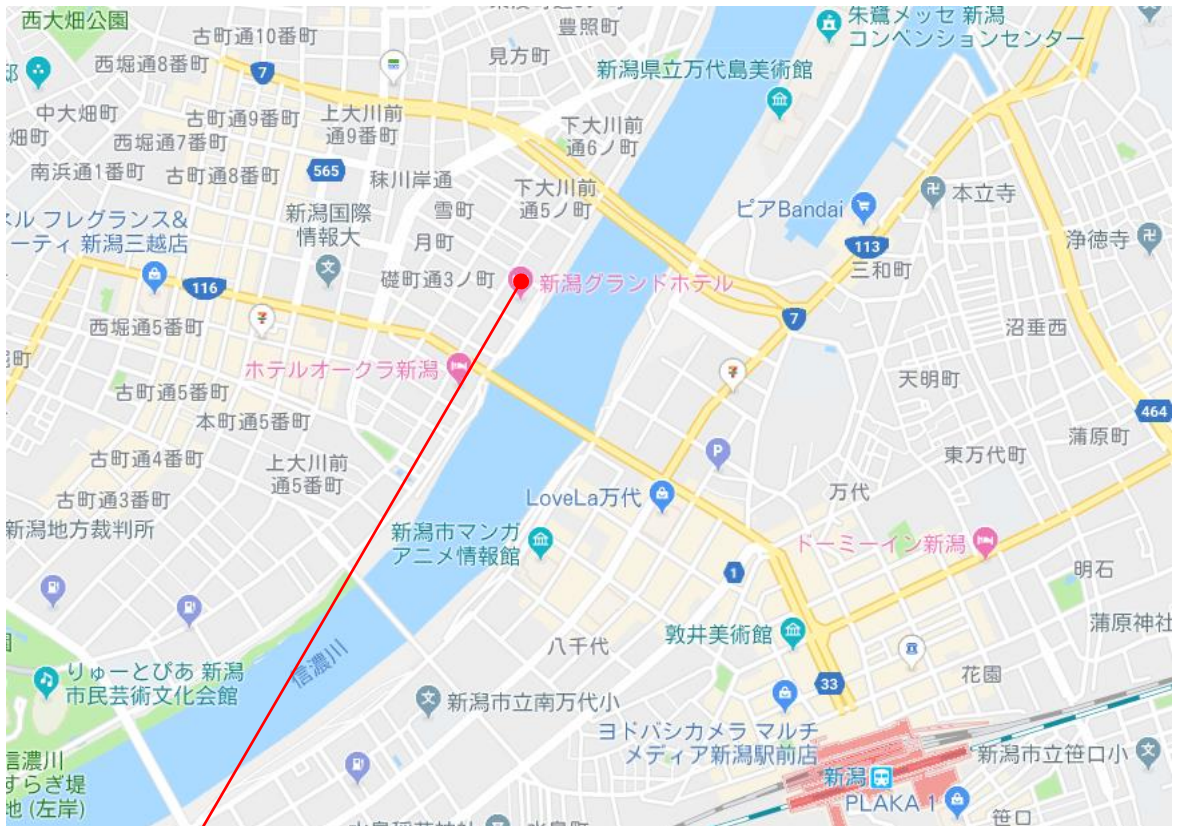 西大畑公園
古町通10番町
豊照町
朱鷺メッセ 新潟
コンベンションセンター
西堀通8番町
7
見方町
新潟県立万代島美術館
邸
中大畑町
古町通9番町
上大川前
通9番町
下大川前
通6ノ町
畑町
西堀通7番町
南浜通1番町
古町通8番町
565
秣川岸通
下大川前
通5ノ町
本立寺
ピアBandai
ネル フレグランス&
ーティ 新潟三越店
新潟国際
情報大
雪町
月町
113
浄徳寺
三和町
礎町通3ノ町
新潟グランドホテル
116
7
西堀通5番町
沼垂西
ホテルオークラ新潟
天明町
古町通5番町
本町通5番町
464
蒲原町
古町通4番町
上大川前
通5番町
P
東万代町
古町通3番町
LoveLa万代
万代
新潟地方裁判所
新潟市マンガ
アニメ情報館
ドーミーイン新潟
1
明石
八千代
敦井美術館
蒲原神社
りゅーとぴあ 新潟
市民芸術文化会館
信濃川
花園
33
新潟市立南万代小
ヨドバシカメラ マルチ
メディア新潟駅前店
信濃川
すらぎ堤
地 (左岸)
新潟
新潟市立笹口小
PLAKA 1
笹口